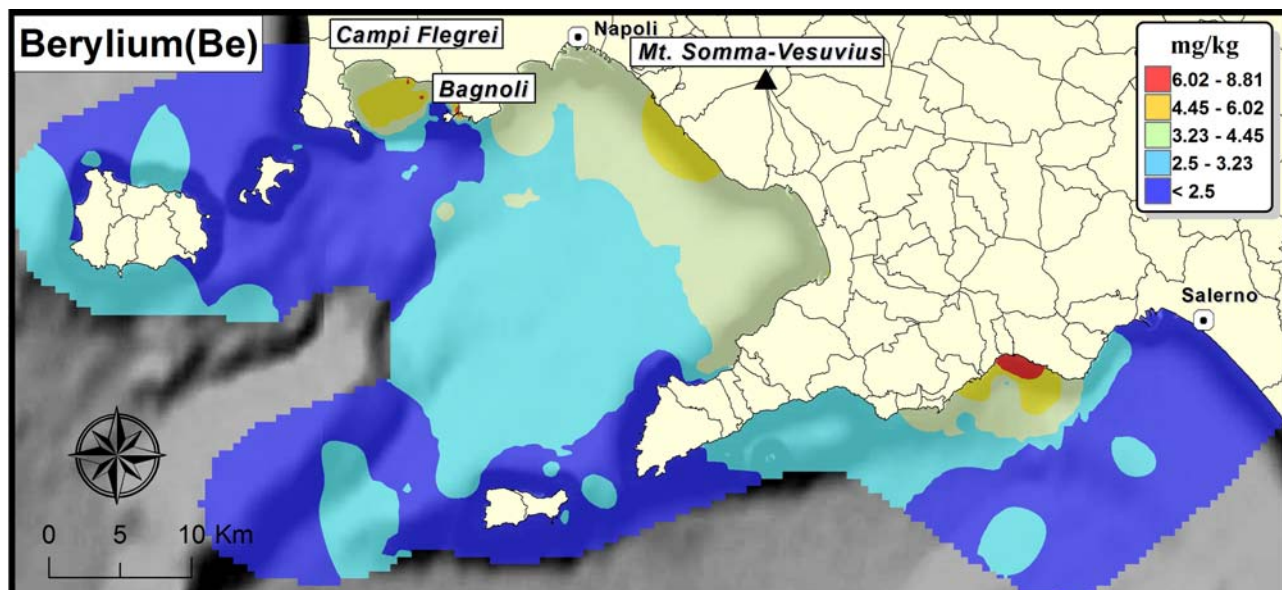 Berylium(Be)
Campi Flegrei
Napoli
Mt. Somma-Vesuvius
Bagnoli
mg/kg
6.02 - 8.81
4.45 - 6.02
3.23 - 4.45
2.5 - 3.23
< 2.5
Salerno
0 5 10 Km